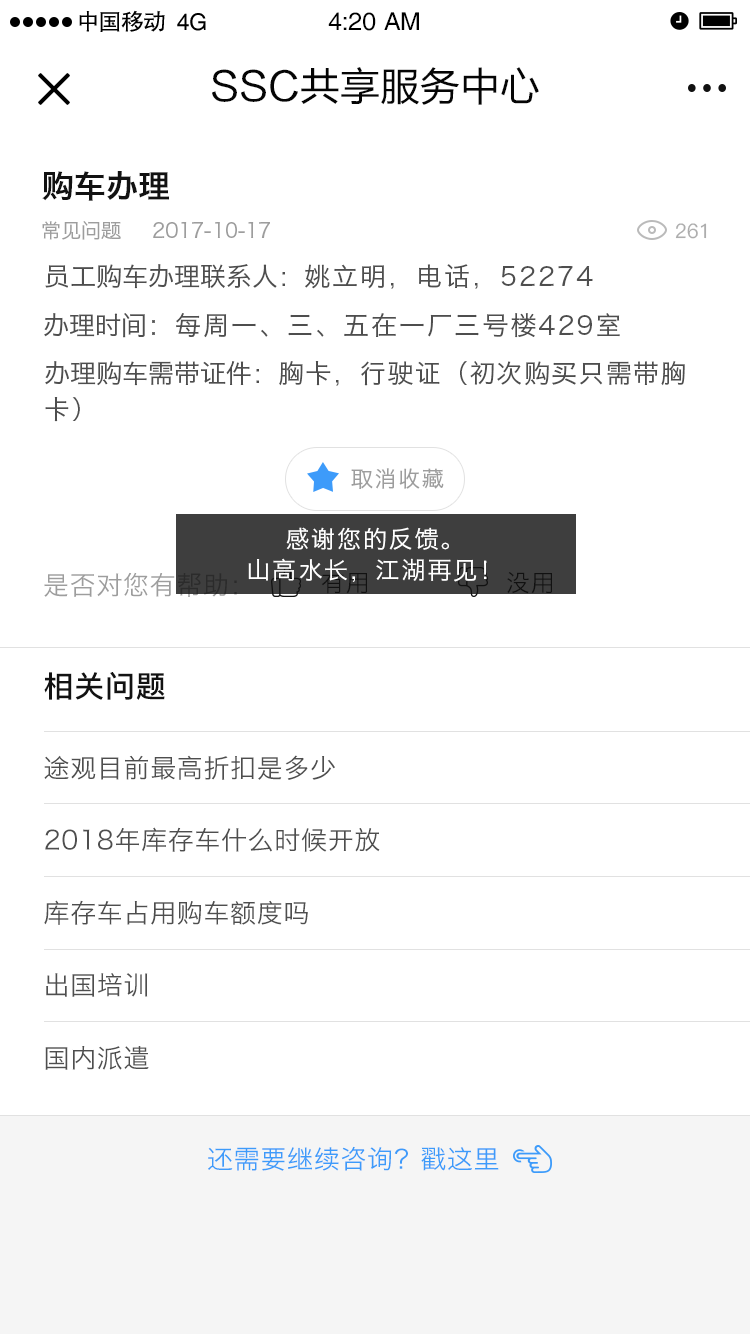 中国移动 4G 4:20 AM
SSC共享服务中心
购车办理
常见问题 2017-10-17 261
员工购车办理联系人：姚立明，电话，52274
办理时间：每周一、三、五在一厂三号楼429室
办理购车需带证件：胸卡，行驶证（初次购买只需带胸
卡）
取消收藏
感谢您的反馈。
山高水长，江湖再见！
是否对您有帮助： 有用 没用
相关问题
途观目前最高折扣是多少
2018年库存车什么时候开放
库存车占用购车额度吗
出国培训
国内派遣
还需要继续咨询？戳这里